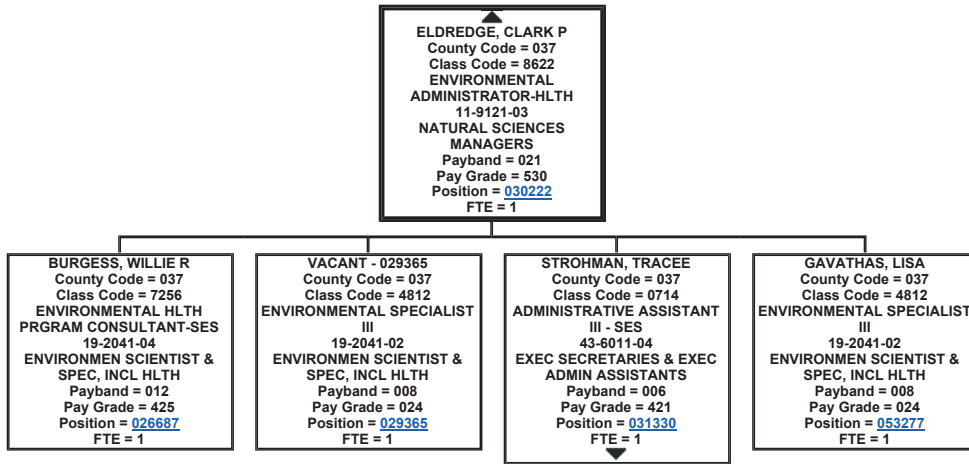 ELDREDGE, CLARK P
County Code = 037
Class Code = 8622
ENVIRONMENTAL
ADMINISTRATOR-HLTH
11-9121-03
NATURAL SCIENCES
MANAGERS
Payband = 021
Pay Grade = 530
Position = 030222
FTE = 1
BURGESS, WILLIE R
County Code = 037
Class Code = 7256
ENVIRONMENTAL HLTH
PRGRAM CONSULTANT-SES
19-2041-04
ENVIRONMEN SCIENTIST &
SPEC, INCL HLTH
Payband = 012
Pay Grade = 425
Position = 026687
FTE = 1
VACANT - 029365
County Code = 037
Class Code = 4812
ENVIRONMENTAL SPECIALIST
III
19-2041-02
ENVIRONMEN SCIENTIST &
SPEC, INCL HLTH
Payband = 008
Pay Grade = 024
Position = 029365
FTE = 1
STROHMAN, TRACEE
County Code = 037
Class Code = 0714
ADMINISTRATIVE ASSISTANT
III - SES
43-6011-04
EXEC SECRETARIES & EXEC
ADMIN ASSISTANTS
Payband = 006
Pay Grade = 421
Position = 031330
FTE = 1
GAVATHAS, LISA
County Code = 037
Class Code = 4812
ENVIRONMENTAL SPECIALIST
III
19-2041-02
ENVIRONMEN SCIENTIST &
SPEC, INCL HLTH
Payband = 008
Pay Grade = 024
Position = 053277
FTE = 1